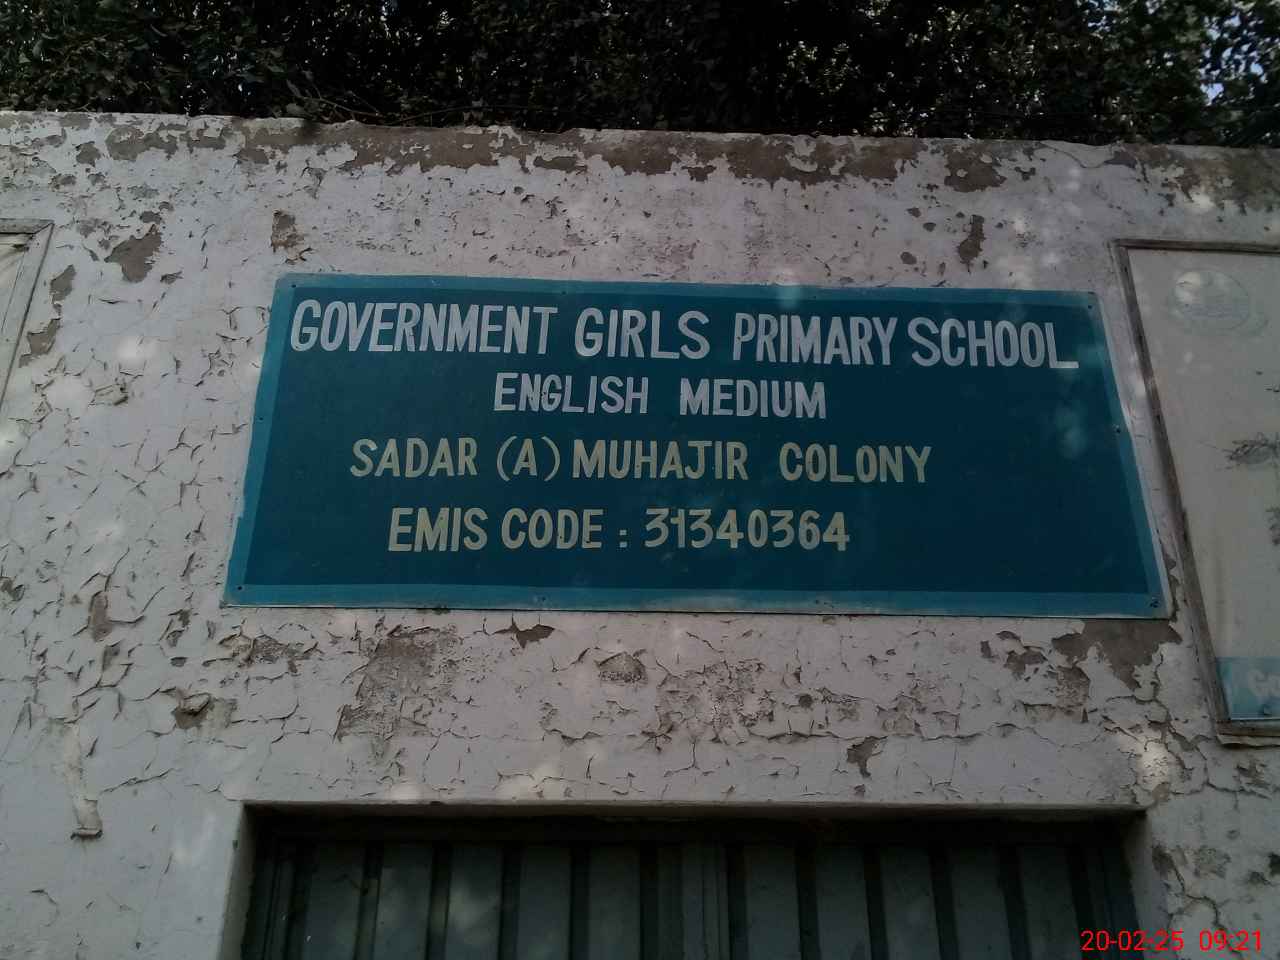 GOVERNMENT GIRLS PRIMARY SCHOOL
ENGLISH MEDIUM
SADAR (A) MUHAJIR COLONY
EMIS CODE : 31340364
20-02-25 09:21